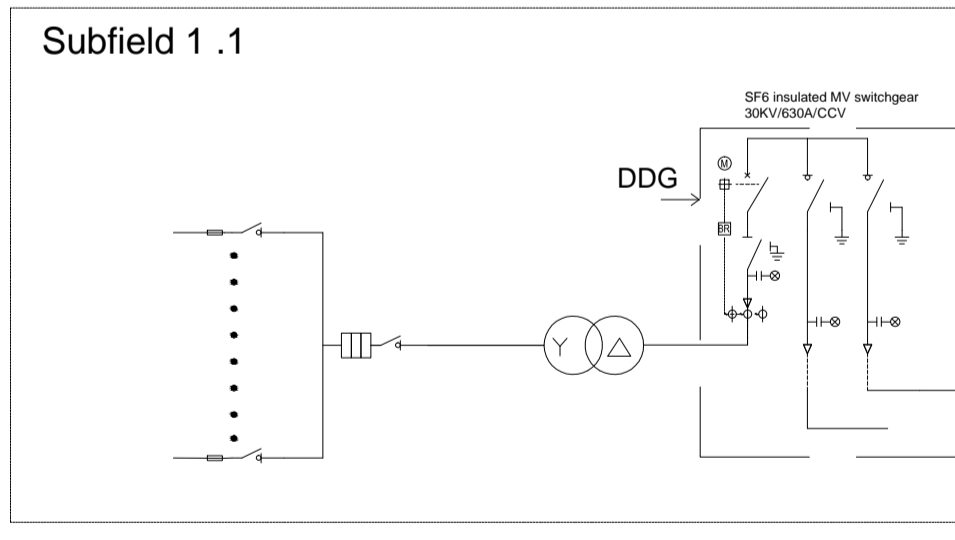 Subfield 1 .1
SF6 insulated MV switchgear
30KV/630A/CCV
DDG
M
BR
Y